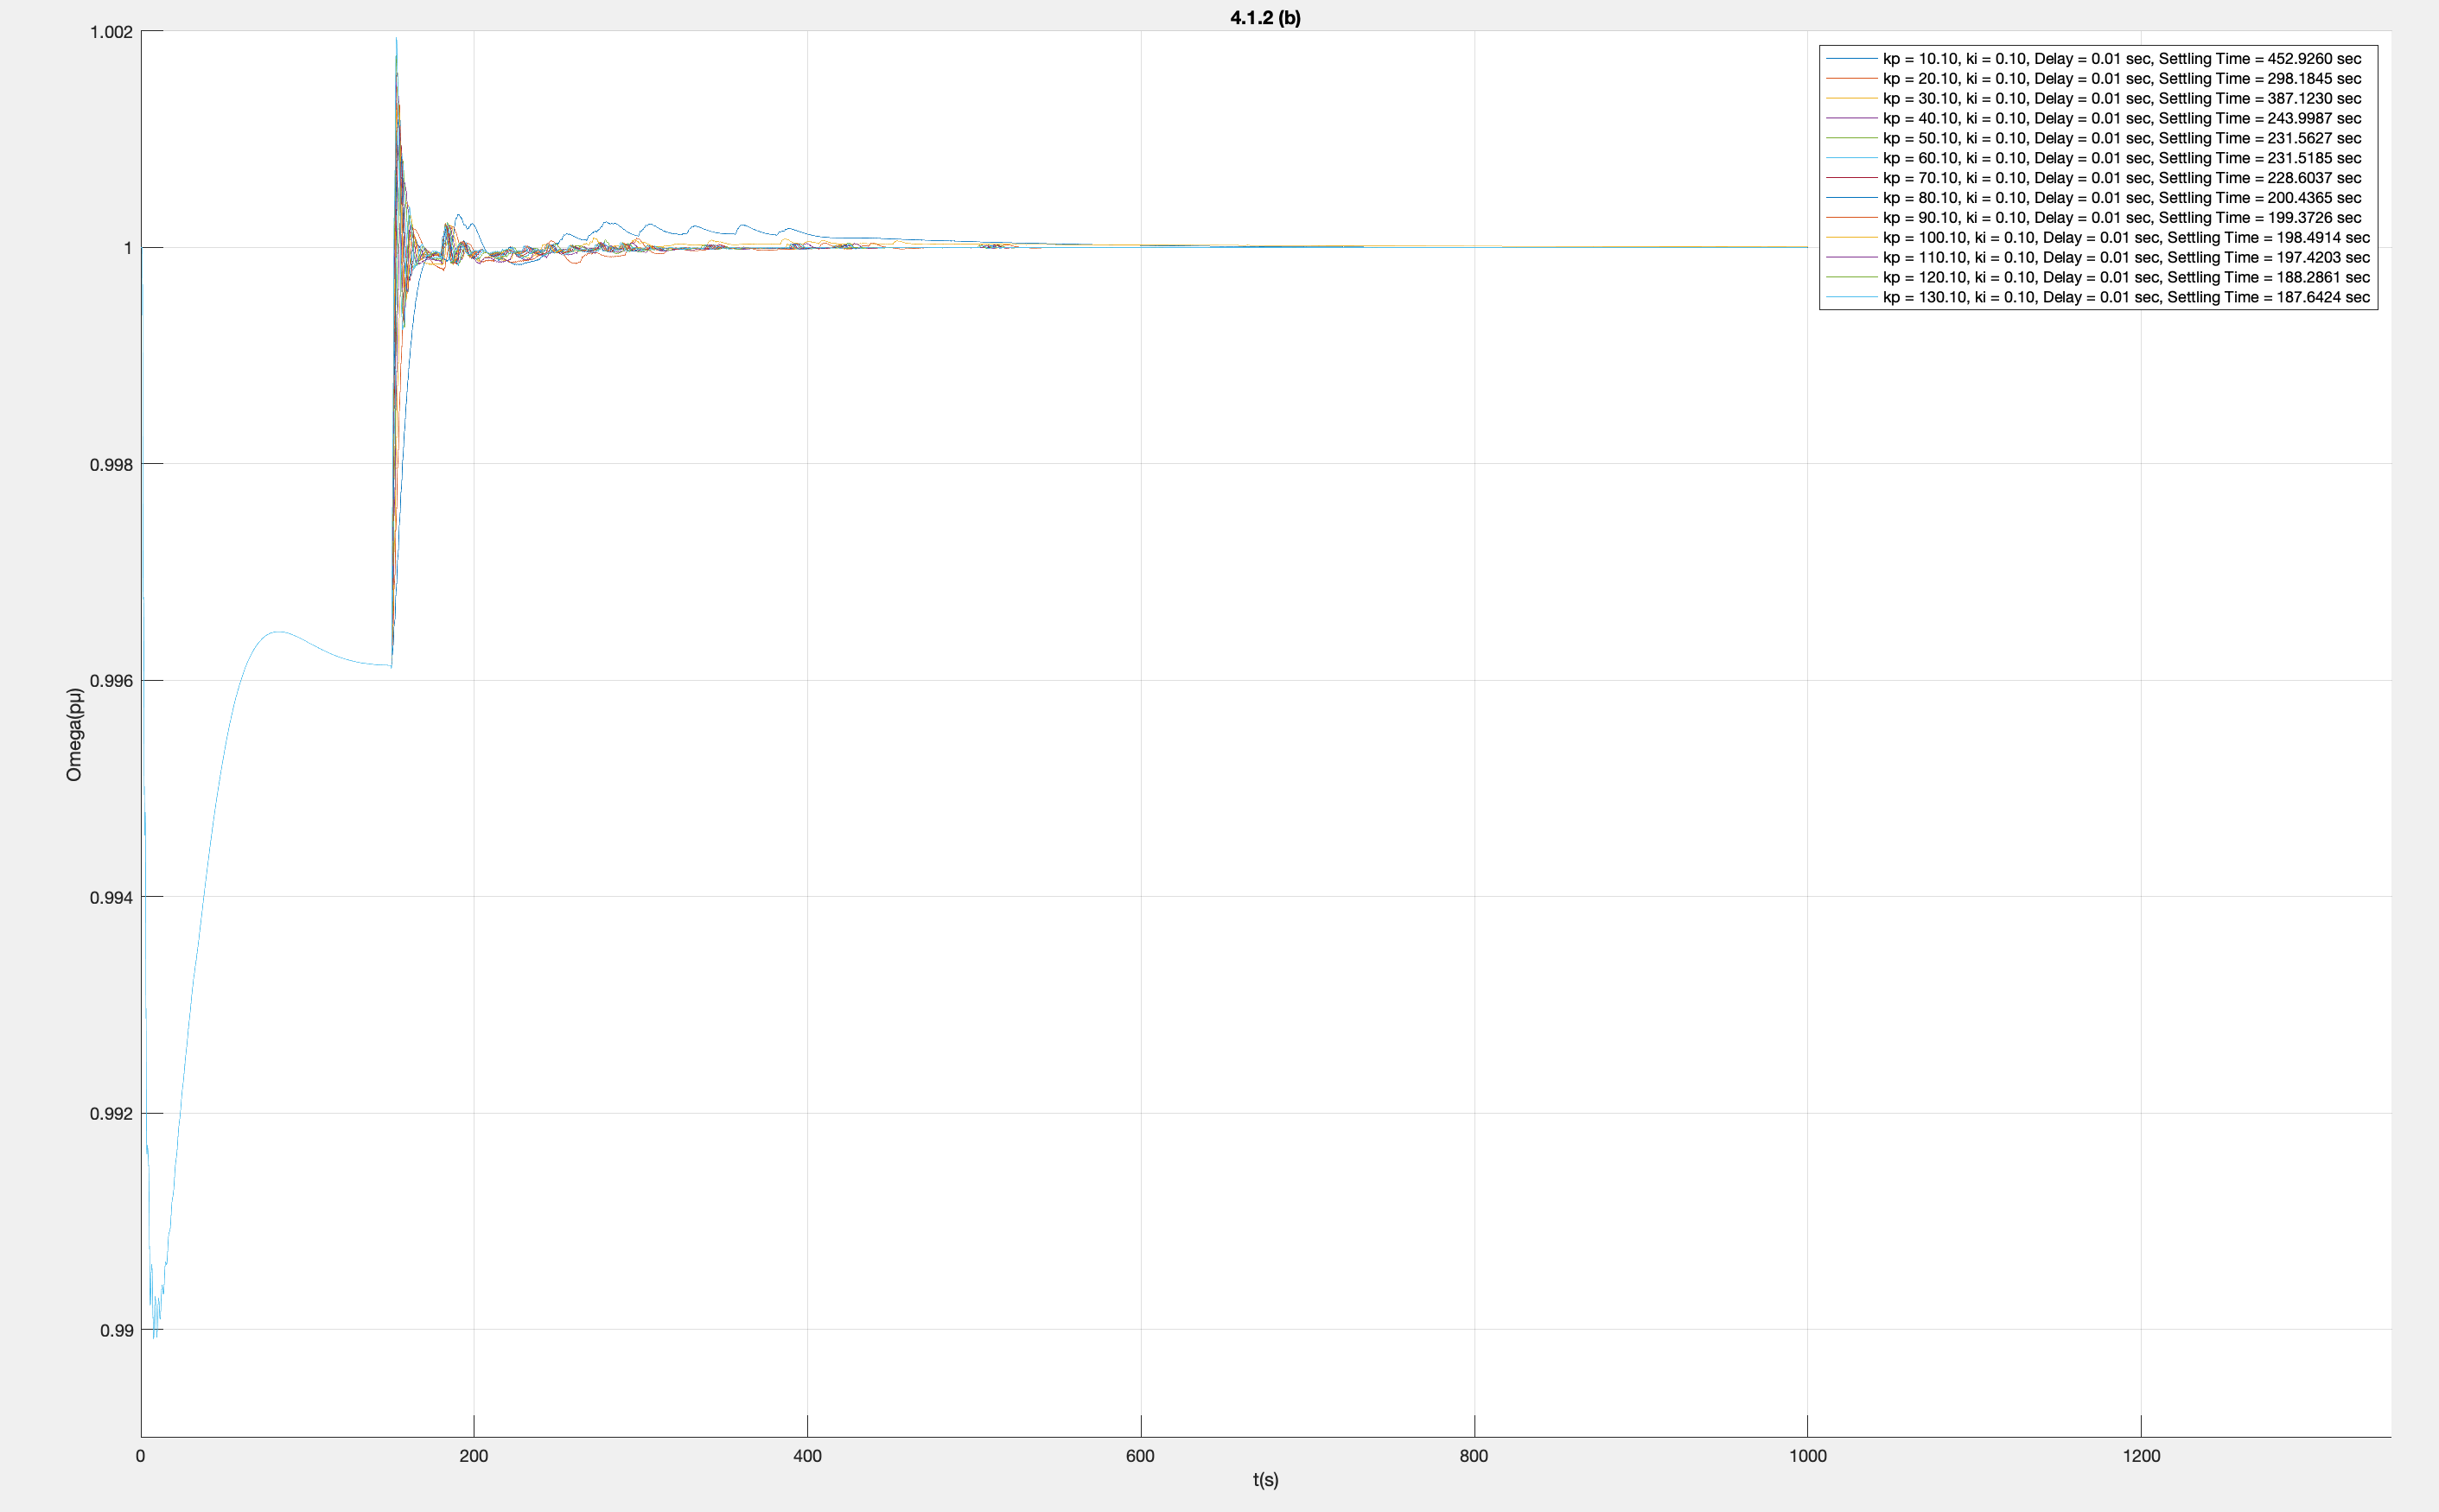 4.1.2 (b)
1.002
1
0.998
0.996
0.994
0.992
0.99
Omega(pμ)
kp = 10.10, ki = 0.10, Delay = 0.01 sec, Settling Time = 452.9260 sec
kp = 20.10, ki = 0.10, Delay = 0.01 sec, Settling Time = 298.1845 sec
kp = 30.10, ki = 0.10, Delay = 0.01 sec, Settling Time = 387.1230 sec
kp = 40.10, ki = 0.10, Delay = 0.01 sec, Settling Time = 243.9987 sec
kp = 50.10, ki = 0.10, Delay = 0.01 sec, Settling Time = 231.5627 sec
kp = 60.10, ki = 0.10, Delay = 0.01 sec, Settling Time = 231.5185 sec
kp = 70.10, ki = 0.10, Delay = 0.01 sec, Settling Time = 228.6037 sec
kp = 80.10, ki = 0.10, Delay = 0.01 sec, Settling Time = 200.4365 sec
kp = 90.10, ki = 0.10, Delay = 0.01 sec, Settling Time = 199.3726 sec
kp = 100.10, ki = 0.10, Delay = 0.01 sec, Settling Time = 198.4914 sec
kp = 110.10, ki = 0.10, Delay = 0.01 sec, Settling Time = 197.4203 sec
kp = 120.10, ki = 0.10, Delay = 0.01 sec, Settling Time = 188.2861 sec
kp = 130.10, ki = 0.10, Delay = 0.01 sec, Settling Time = 187.6424 sec
0 200 400 600 800 1000 1200
t(s)